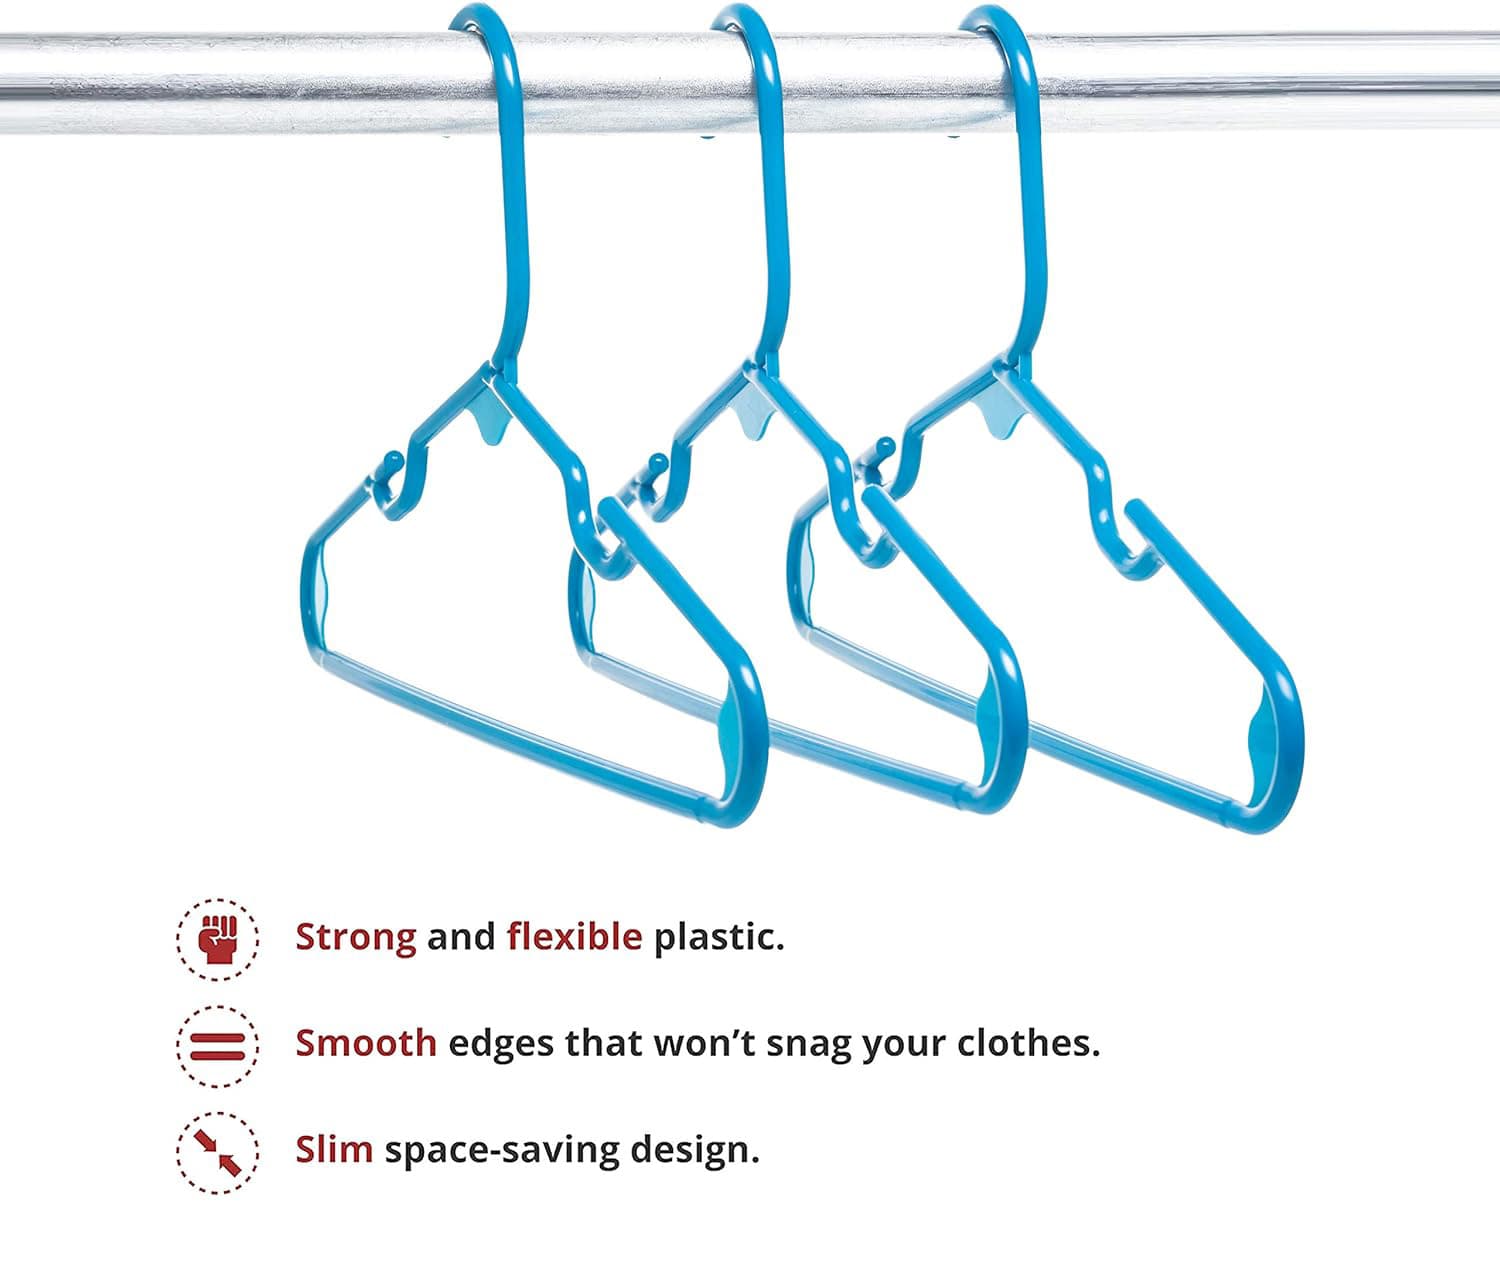 Strong and flexible plastic.
Smooth edges that won’t snag your clothes.
Slim space-saving design.